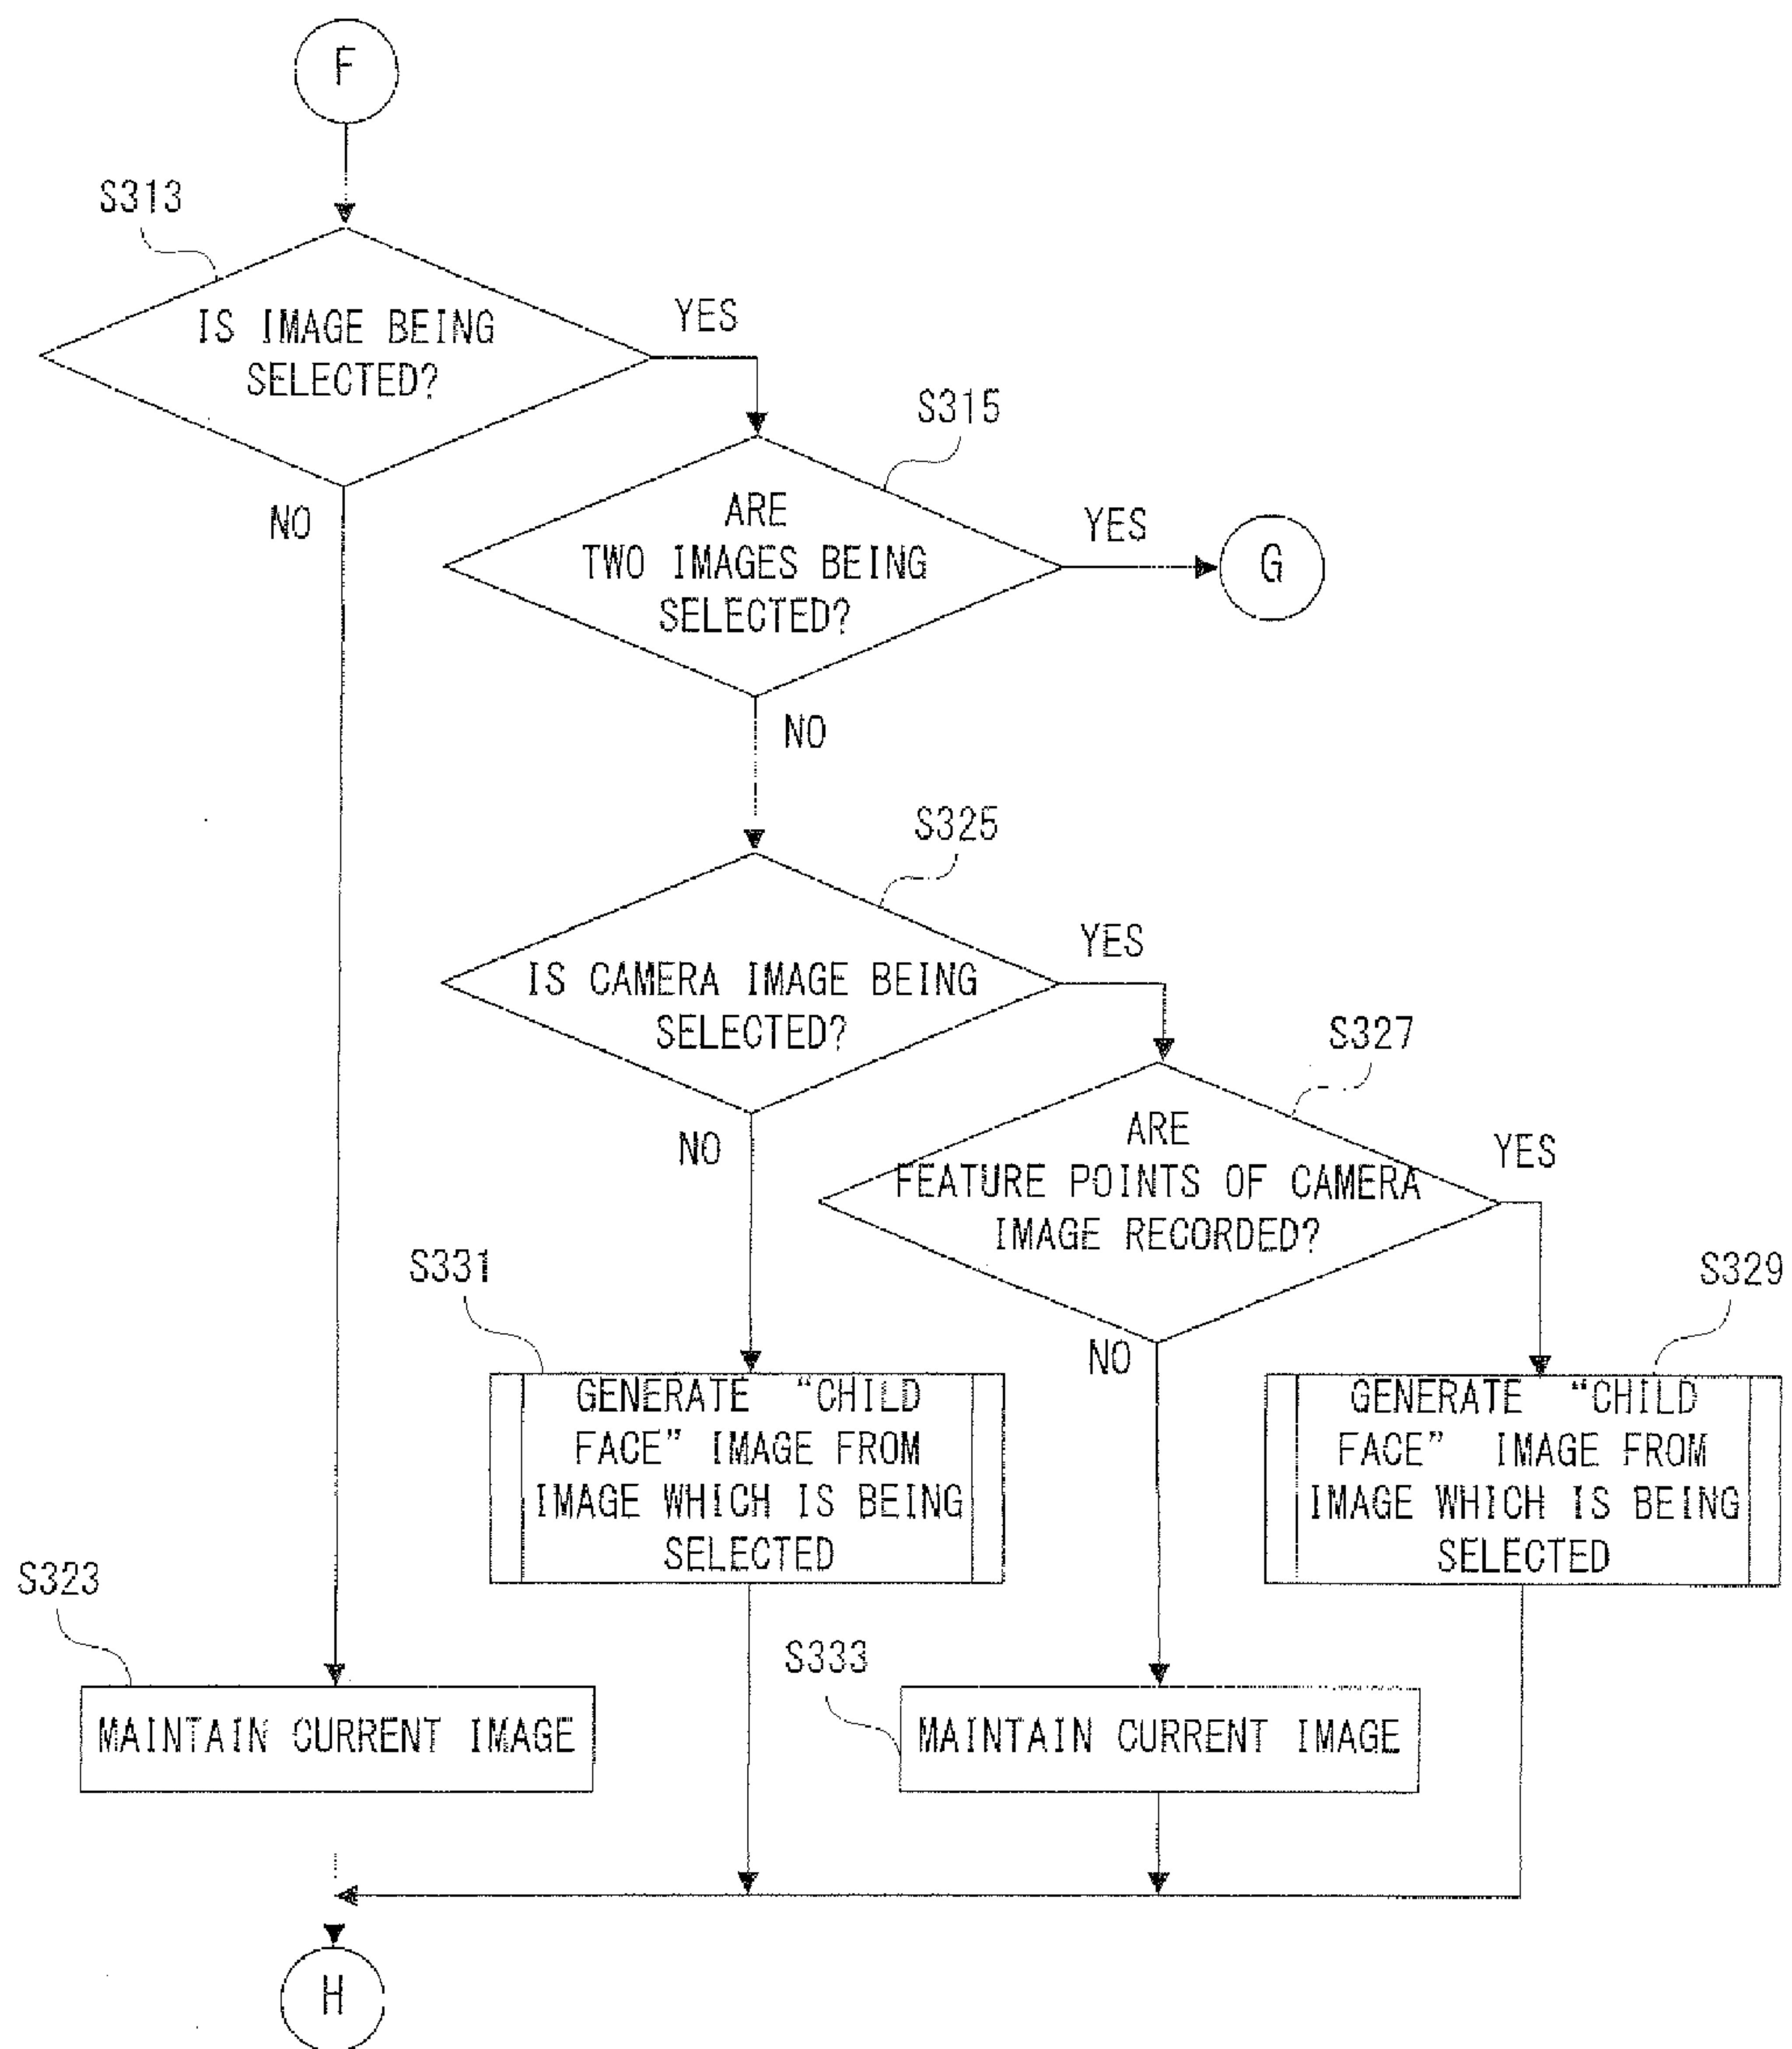 F
S313
IS IMAGE BEING
SELECTED?
YES
NO
S315
ARE
TWO IMAGES BEING
SELECTED?
YES
G
NO
S325
IS CAMERA IMAGE BEING
SELECTED?
YES
NO
S327
ARE
FEATURE POINTS OF CAMERA
IMAGE RECORDED?
YES
NO
S331
GENERATE "CHILD
FACE" IMAGE FROM
IMAGE WHICH IS BEING
SELECTED
S329
GENERATE "CHILD
FACE" IMAGE FROM
IMAGE WHICH IS BEING
SELECTED
S323
MAINTAIN CURRENT IMAGE
S333
MAINTAIN CURRENT IMAGE
H